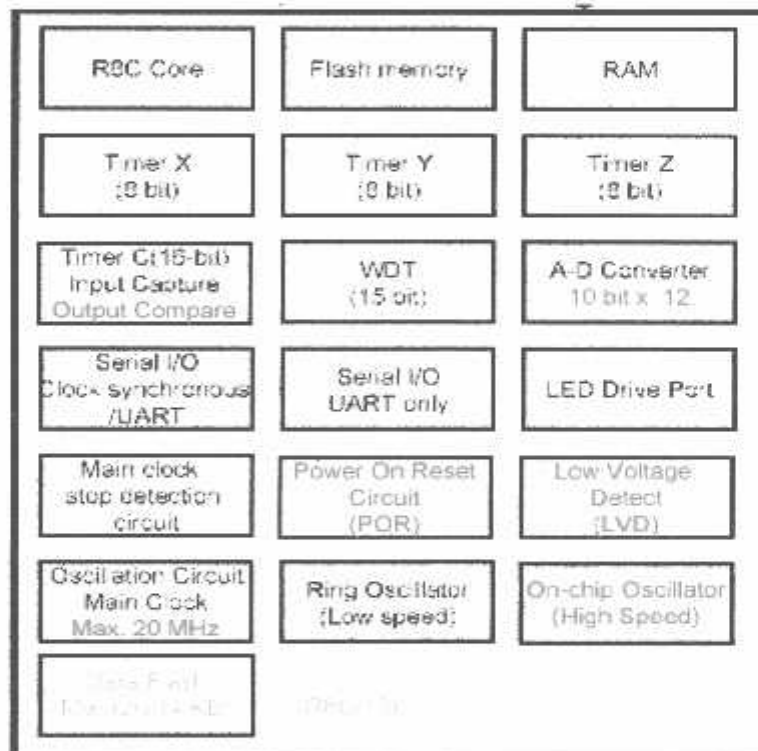 R8C Core
Flash memory
RAM
Timer X
(8 bit)
Timer Y
(8 bit)
Timer Z
(8 bit)
Timer C(16-bit)
Input Capture
Output Compare
WDT
(15 bit)
A-D Converter
10 bit x 12
Serial I/O
Clock synchronous
/UART
Serial I/O
UART only
LED Drive Port
Main clock
stop detection
circuit
Power On Reset
Circuit
(POR)
Low Voltage
Detect
(LVD)
Oscillation Circuit
Main Clock
Max. 20 MHz
Ring Oscillator
(Low speed)
On-chip Oscillator
(High Speed)